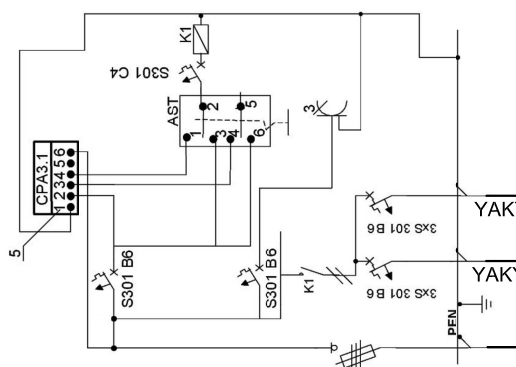 K1
S301 C4
AST
2
5
1
3
4
6
3
CPA3.1
1 2 3 4 5 6
5
S301 B6
S301 B6
K1
3xS 301 B6
3xS 301 B6
YAKY
YAKY
PEN